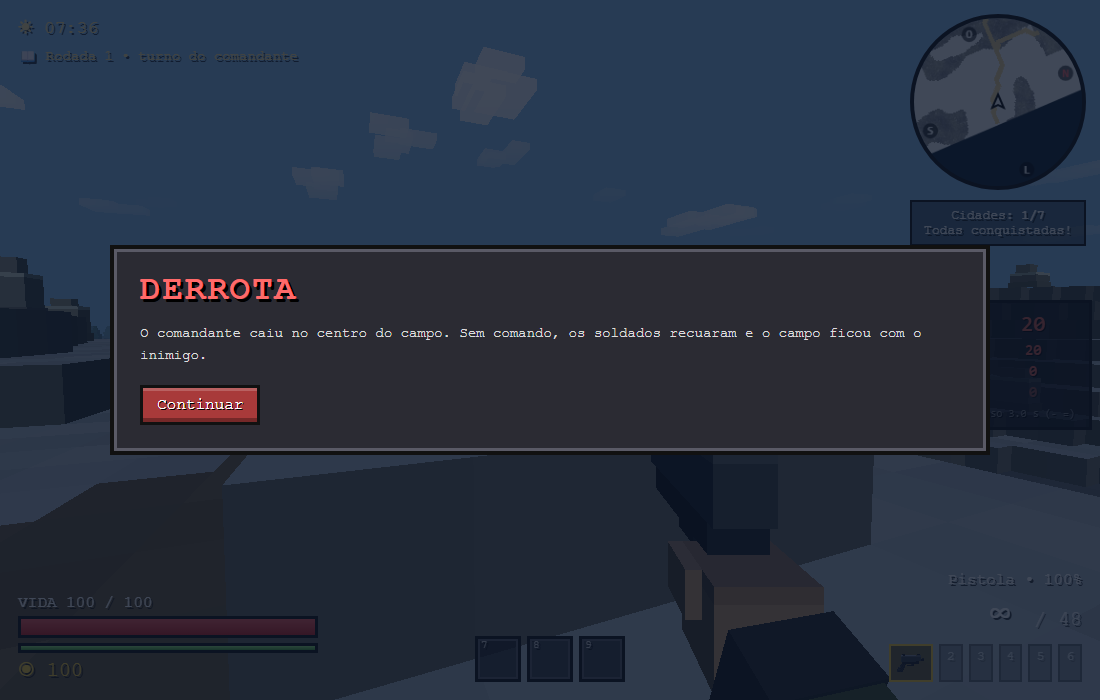 07:36
Rodada 1 • turno do comandante
O
N
S
L
Cidades: 1/7
Todas conquistadas!
DERROTA
O comandante caiu no centro do campo. Sem comando, os soldados recuaram e o campo ficou com o
inimigo.
Continuar
20
20
0
0
VIDA 100 / 100
100
7 8 9
Pistola • 100%
∞ / 48
2 3 4 5 6